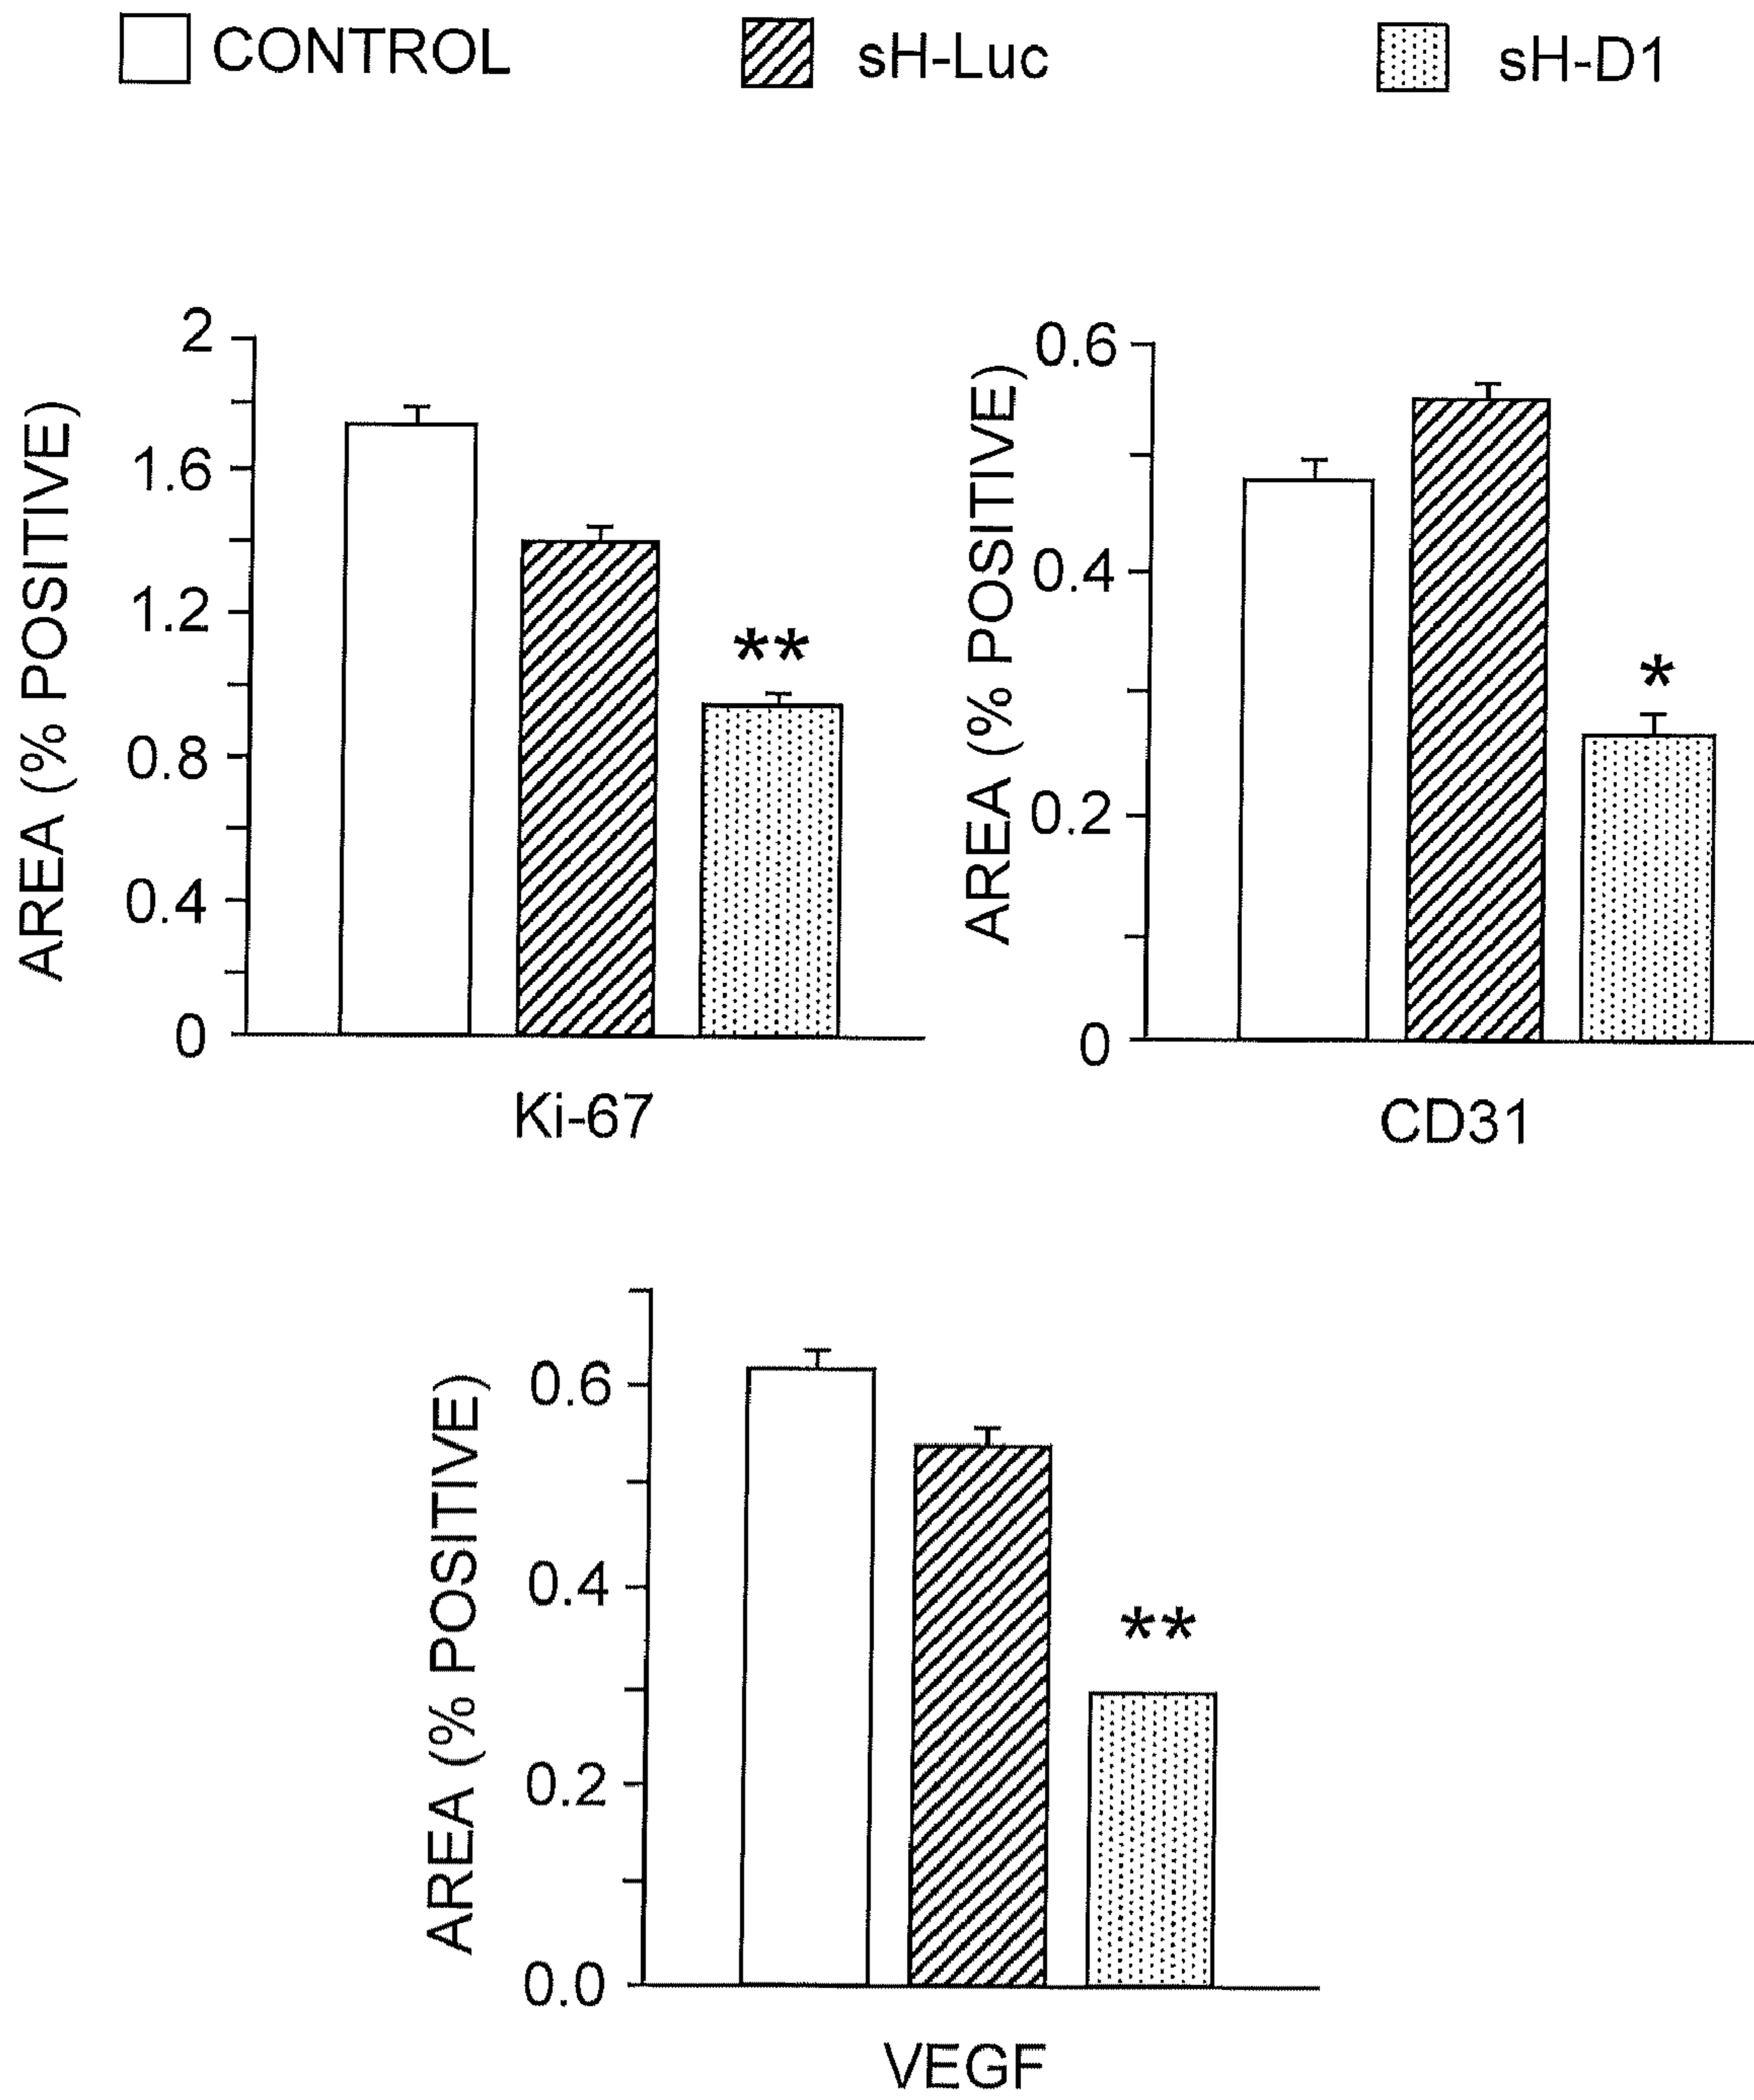 CONTROL
sH-Luc
sH-D1
AREA (% POSITIVE)
2
1.6
1.2
0.8
0.4
0
**
Ki-67
AREA (% POSITIVE)
0.6
0.4
0.2
0
*
CD31
AREA (% POSITIVE)
0.6
0.4
0.2
0.0
**
VEGF